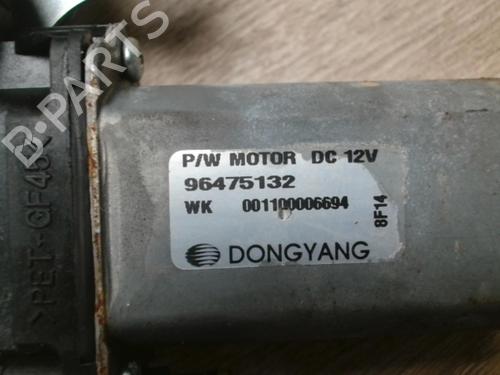 B-PARTS
>PET-GF45<
P/W MOTOR DC 12V
96475132
WK 001100006694
8F14
DONGYANG